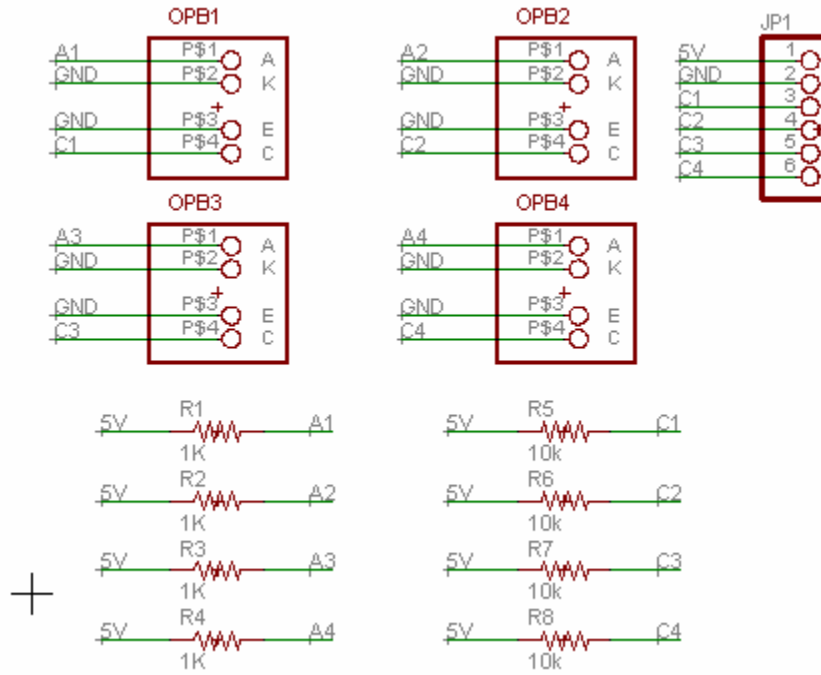 OPB1
A1 P$1 A
GND P$2 K
GND P$3 E
C1 P$4 C
OPB2
A2 P$1 A
GND P$2 K
GND P$3 E
C2 P$4 C
JP1
5V 1
GND 2
C1 3
C2 4
C3 5
C4 6
OPB3
A3 P$1 A
GND P$2 K
GND P$3 E
C3 P$4 C
OPB4
A4 P$1 A
GND P$2 K
GND P$3 E
C4 P$4 C
R1
5V A1
1K
R5
5V C1
10k
R2
5V A2
1K
R6
5V C2
10k
R3
5V A3
1K
R7
5V C3
10k
R4
5V A4
1K
R8
5V C4
10k